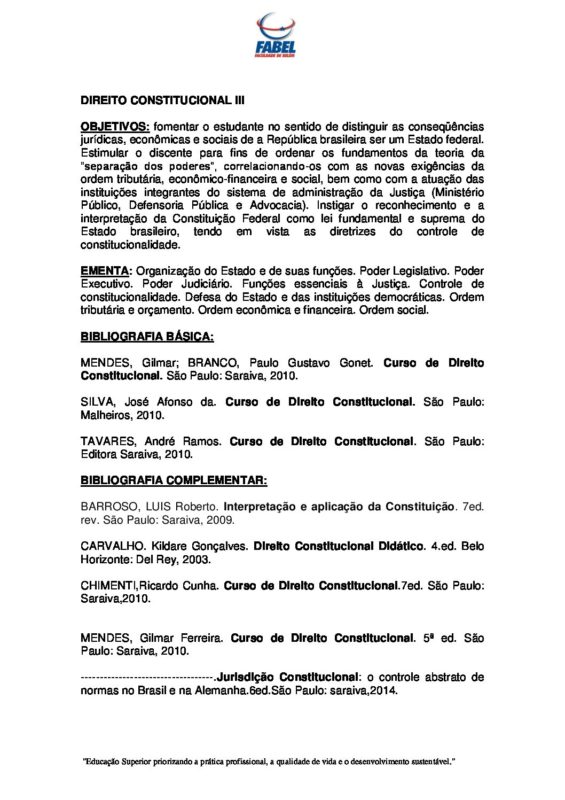 FABEL
FACULDADE DE BELÉM
DIREITO CONSTITUCIONAL III
OBJETIVOS: fomentar o estudante no sentido de distinguir as conseqüências
jurídicas, econômicas e sociais de a República brasileira ser um Estado federal.
Estimular o discente para fins de ordenar os fundamentos da teoria da
"separação dos poderes", correlacionando-os com as novas exigências da
ordem tributária, econômico-financeira e social, bem como com a atuação das
instituições integrantes do sistema de administração da Justiça (Ministério
Público, Defensoria Pública e Advocacia). Instigar o reconhecimento e a
interpretação da Constituição Federal como lei fundamental e suprema do
Estado brasileiro, tendo em vista as diretrizes do controle de
constitucionalidade.
EMENTA: Organização do Estado e de suas funções. Poder Legislativo. Poder
Executivo. Poder Judiciário. Funções essenciais à Justiça. Controle de
constitucionalidade. Defesa do Estado e das instituições democráticas. Ordem
tributária e orçamento. Ordem econômica e financeira. Ordem social.
BIBLIOGRAFIA BÁSICA:
MENDES, Gilmar; BRANCO, Paulo Gustavo Gonet. Curso de Direito
Constitucional. São Paulo: Saraiva, 2010.
SILVA, José Afonso da. Curso de Direito Constitucional. São Paulo:
Malheiros, 2010.
TAVARES, André Ramos. Curso de Direito Constitucional. São Paulo:
Editora Saraiva, 2010.
BIBLIOGRAFIA COMPLEMENTAR:
BARROSO, LUIS Roberto. Interpretação e aplicação da Constituição. 7ed.
rev. São Paulo: Saraiva, 2009.
CARVALHO. Kildare Gonçalves. Direito Constitucional Didático. 4.ed. Belo
Horizonte: Del Rey, 2003.
CHIMENTI,Ricardo Cunha. Curso de Direito Constitucional.7ed. São Paulo:
Saraiva,2010.
MENDES, Gilmar Ferreira. Curso de Direito Constitucional. 5ª ed. São
Paulo: Saraiva, 2010.
-----------------------------------.Jurisdição Constitucional: o controle abstrato de
normas no Brasil e na Alemanha.6ed.São Paulo: saraiva,2014.
"Educação Superior priorizando a prática profissional, a qualidade de vida e o desenvolvimento sustentável."